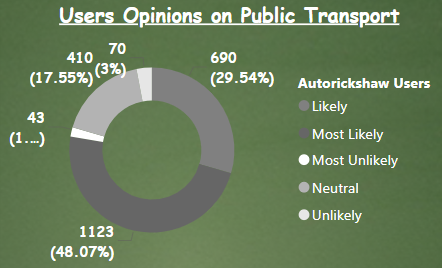 Users Opinions on Public Transport
70
(3%)
410
(17.55%)
690
(29.54%)
43
(1....)
1123
(48.07%)
Autorickshaw Users
Likely
Most Likely
Most Unlikely
Neutral
Unlikely